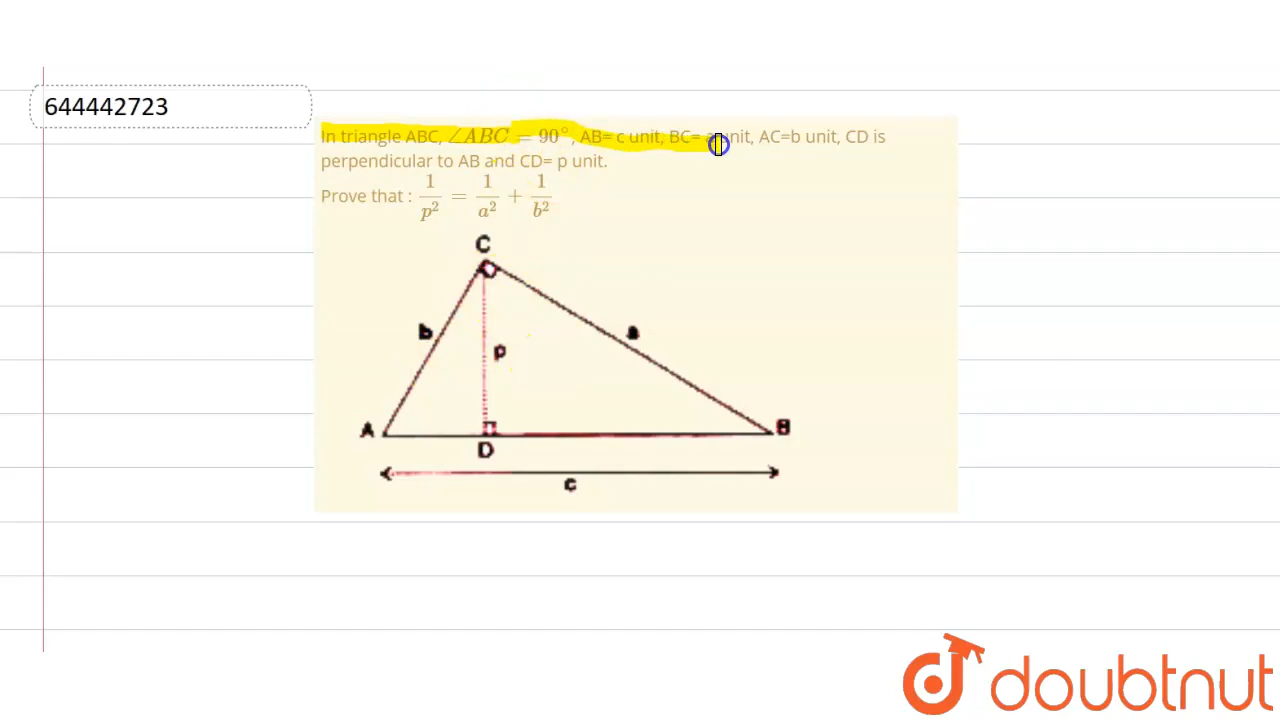 644442723
In triangle ABC, ∠ABC = 90°, AB= c unit, BC= a unit, AC=b unit, CD is
perpendicular to AB and CD= p unit.
Prove that : 1/p² = 1/a² + 1/b²
C
b
a
p
A
B
D
c
doubtnut